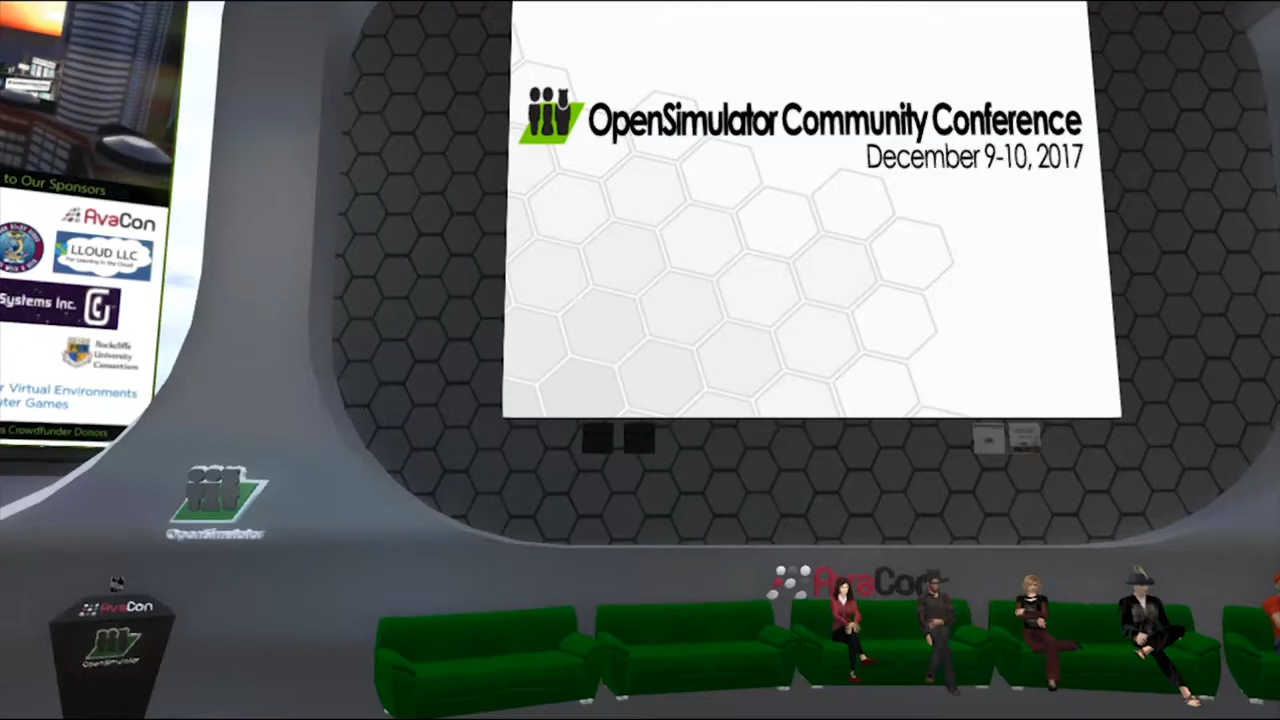 OpenSimulator Community Conference
December 9-10, 2017
to Our Sponsors
AvaCon
LLOUD LLC
Systems Inc.
Rockcliffe
University
Consortium
r Virtual Environments
uter Games
s Crowdfunder Donors
OpenSimulator
AvaCon
AvaCon
OpenSimulator